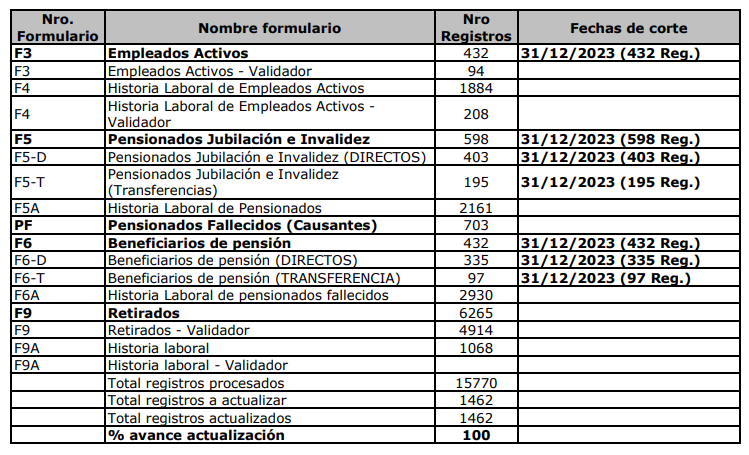 Nro. Formulario Nombre formulario Nro Registros Fechas de corte
F3 Empleados Activos 432 31/12/2023 (432 Reg.)
F3 Empleados Activos - Validador 94
F4 Historia Laboral de Empleados Activos 1884
F4 Historia Laboral de Empleados Activos - Validador 208
F5 Pensionados Jubilación e Invalidez 598 31/12/2023 (598 Reg.)
F5-D Pensionados Jubilación e Invalidez (DIRECTOS) 403 31/12/2023 (403 Reg.)
F5-T Pensionados Jubilación e Invalidez (Transferencias) 195 31/12/2023 (195 Reg.)
F5A Historia Laboral de Pensionados 2161
PF Pensionados Fallecidos (Causantes) 703
F6 Beneficiarios de pensión 432 31/12/2023 (432 Reg.)
F6-D Beneficiarios de pensión (DIRECTOS) 335 31/12/2023 (335 Reg.)
F6-T Beneficiarios de pensión (TRANSFERENCIA) 97 31/12/2023 (97 Reg.)
F6A Historia Laboral de pensionados fallecidos 2930
F9 Retirados 6265
F9 Retirados - Validador 4914
F9A Historia laboral 1068
F9A Historia laboral - Validador
Total registros procesados 15770
Total registros a actualizar 1462
Total registros actualizados 1462
% avance actualización 100